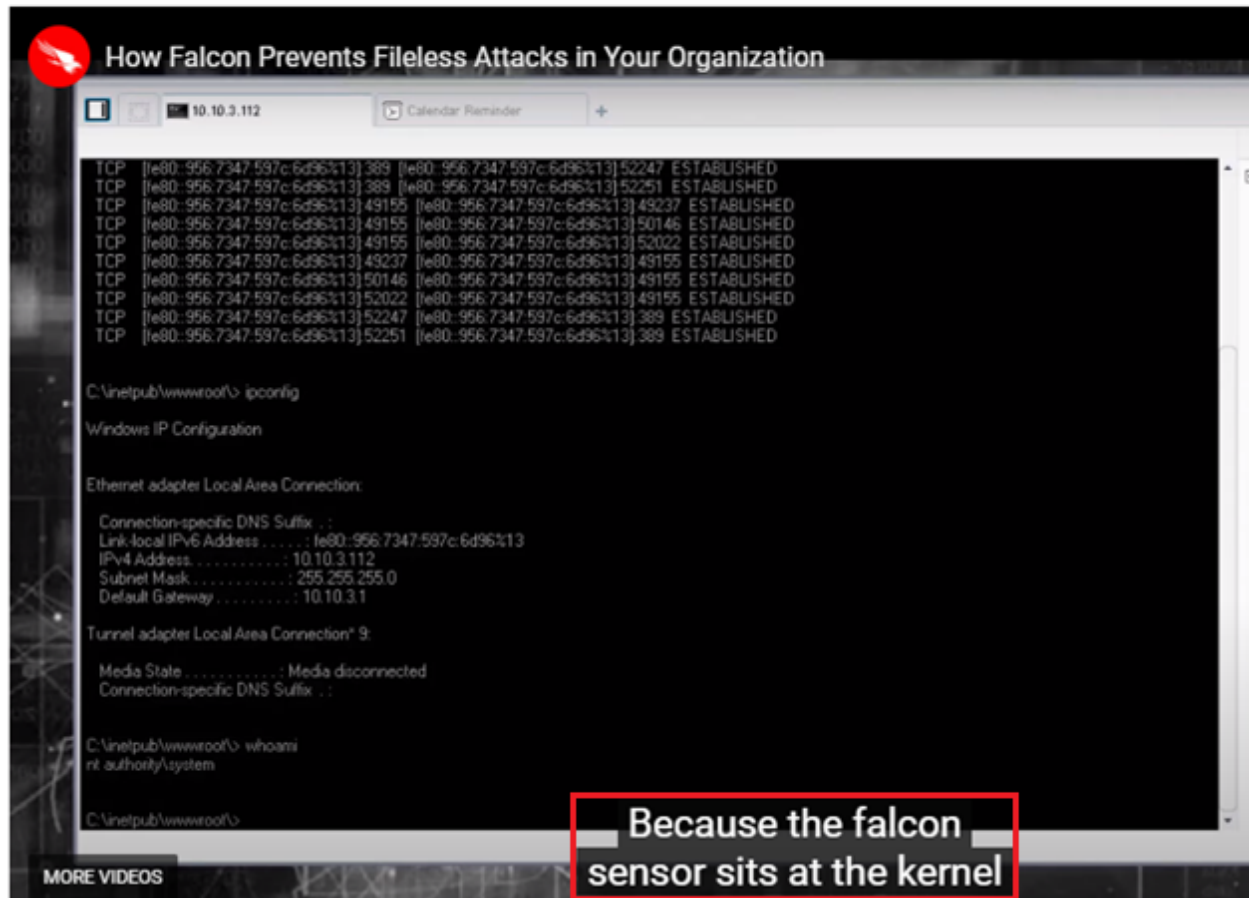 How Falcon Prevents Fileless Attacks in Your Organization
10.10.3.112 Calendar Reminder +
TCP [fe80::956:7347:597c:6d96%13]:389 [fe80::956:7347:597c:6d96%13]:52247 ESTABLISHED
TCP [fe80::956:7347:597c:6d96%13]:389 [fe80::956:7347:597c:6d96%13]:52251 ESTABLISHED
TCP [fe80::956:7347:597c:6d96%13]:49155 [fe80::956:7347:597c:6d96%13]:49237 ESTABLISHED
TCP [fe80::956:7347:597c:6d96%13]:49155 [fe80::956:7347:597c:6d96%13]:50146 ESTABLISHED
TCP [fe80::956:7347:597c:6d96%13]:49155 [fe80::956:7347:597c:6d96%13]:52022 ESTABLISHED
TCP [fe80::956:7347:597c:6d96%13]:49237 [fe80::956:7347:597c:6d96%13]:49155 ESTABLISHED
TCP [fe80::956:7347:597c:6d96%13]:50146 [fe80::956:7347:597c:6d96%13]:49155 ESTABLISHED
TCP [fe80::956:7347:597c:6d96%13]:52022 [fe80::956:7347:597c:6d96%13]:49155 ESTABLISHED
TCP [fe80::956:7347:597c:6d96%13]:52247 [fe80::956:7347:597c:6d96%13]:389 ESTABLISHED
TCP [fe80::956:7347:597c:6d96%13]:52251 [fe80::956:7347:597c:6d96%13]:389 ESTABLISHED
C:\inetpub\wwwroot\> ipconfig
Windows IP Configuration
Ethernet adapter Local Area Connection:
Connection-specific DNS Suffix . :
Link-local IPv6 Address . . . . . : fe80::956:7347:597c:6d96%13
IPv4 Address. . . . . . . . . . . : 10.10.3.112
Subnet Mask . . . . . . . . . . . : 255.255.255.0
Default Gateway . . . . . . . . . : 10.10.3.1
Tunnel adapter Local Area Connection* 9:
Media State . . . . . . . . . . . : Media disconnected
Connection-specific DNS Suffix . :
C:\inetpub\wwwroot\> whoami
nt authority\system
C:\inetpub\wwwroot\>
Because the falcon
sensor sits at the kernel
MORE VIDEOS